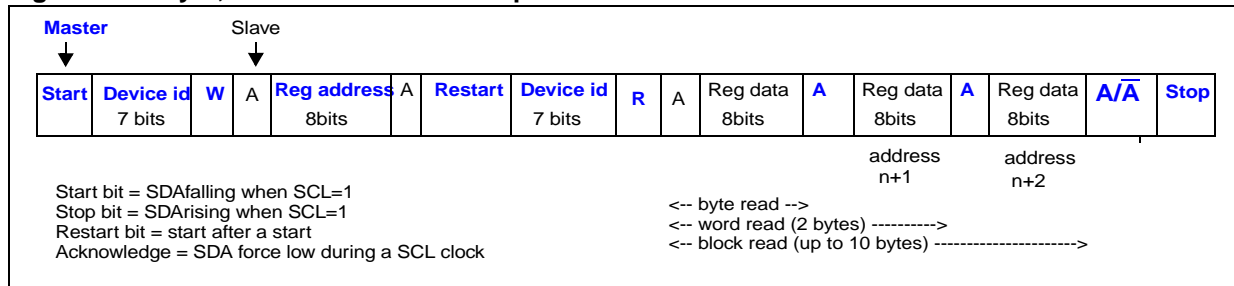 Master Slave
Start Device id W A Reg address A Restart Device id R A Reg data A Reg data A Reg data A/A Stop
7 bits 8bits 7 bits 8bits 8bits 8bits
address address
n+1 n+2
Start bit = SDAfalling when SCL=1
Stop bit = SDArising when SCL=1
Restart bit = start after a start
Acknowledge = SDA force low during a SCL clock
<-- byte read -->
<-- word read (2 bytes) ---------->
<-- block read (up to 10 bytes) ---------------------->